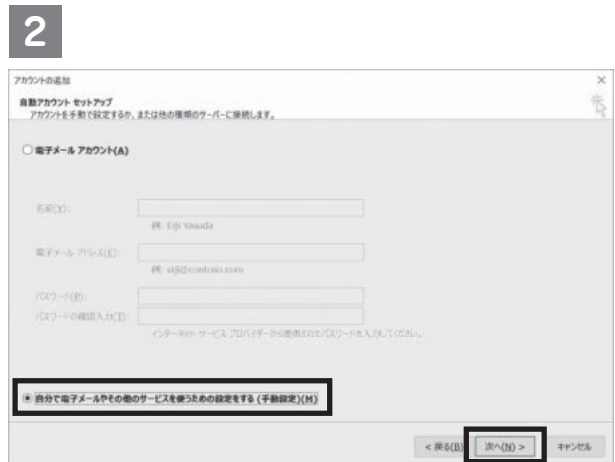 2
アカウントの追加
×
自動アカウント セットアップ
アカウントを手動で設定するか、または他の種類のサーバーに接続します。
電子メール アカウント(A)
名前(Y):
例: Eiji Yasuda
電子メール アドレス(E):
例: eiji@contoso.com
パスワード(P):
パスワードの確認入力(T):
インターネット サービス プロバイダーから提供されたパスワードを入力してください。
自分で電子メールやその他のサービスを使うための設定をする (手動設定)(M)
< 戻る(B) 次へ(N) > キャンセル